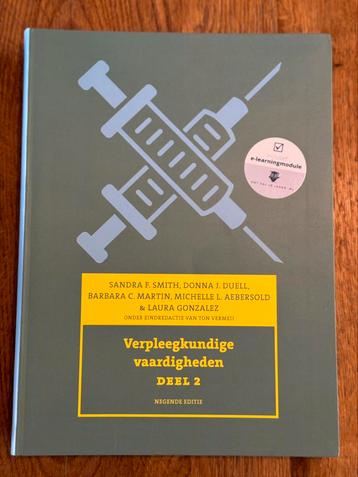 e-learningmodule
SANDRA F. SMITH, DONNA J. DUELL,
BARBARA C. MARTIN, MICHELLE L. AEBERSOLD
& LAURA GONZALEZ
ONDER EINDREDACTIE VAN TON VERMEIJ
Verpleegkundige
vaardigheden
DEEL 2
NEGENDE EDITIE